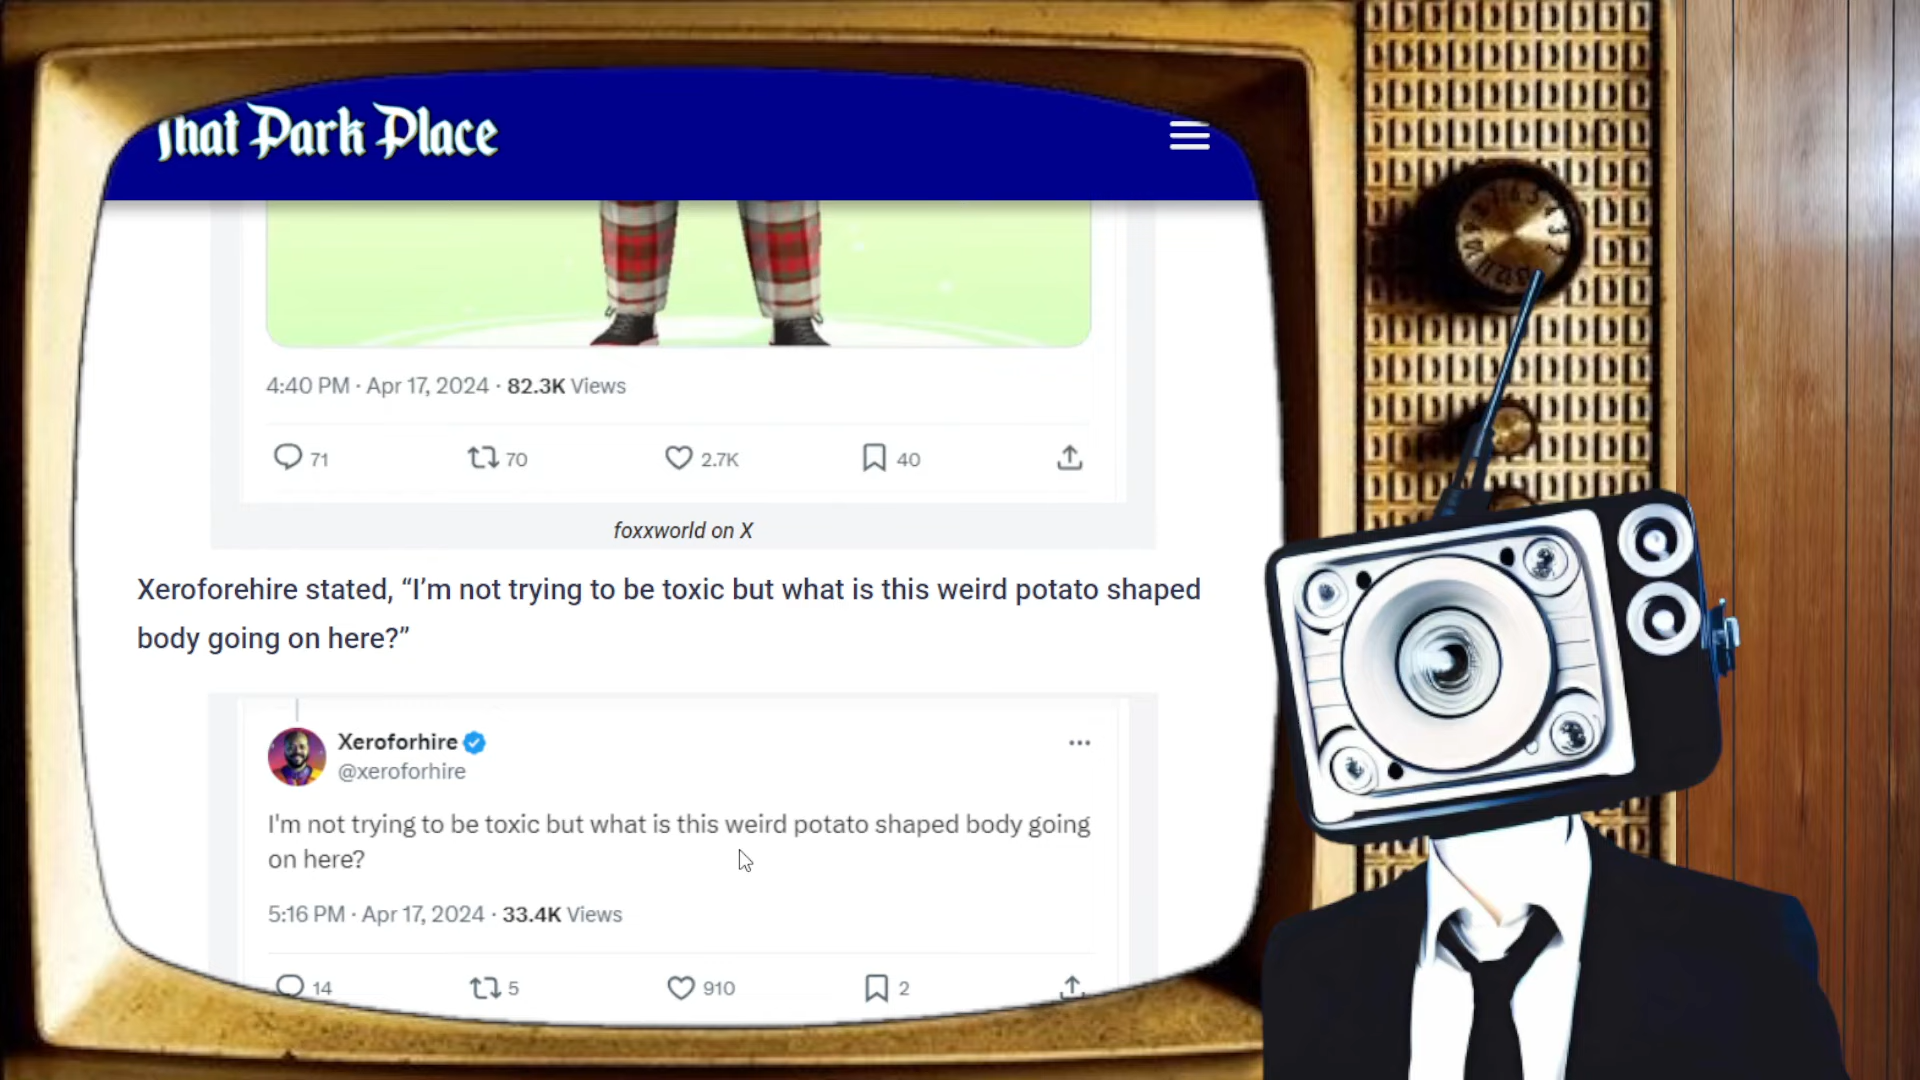 That Park Place
4:40 PM · Apr 17, 2024 · 82.3K Views
71 70 2.7K 40
foxxworld on X
Xeroforehire stated, “I’m not trying to be toxic but what is this weird potato shaped
body going on here?”
Xeroforhire
@xeroforhire
I'm not trying to be toxic but what is this weird potato shaped body going
on here?
5:16 PM · Apr 17, 2024 · 33.4K Views
14 5 910 2